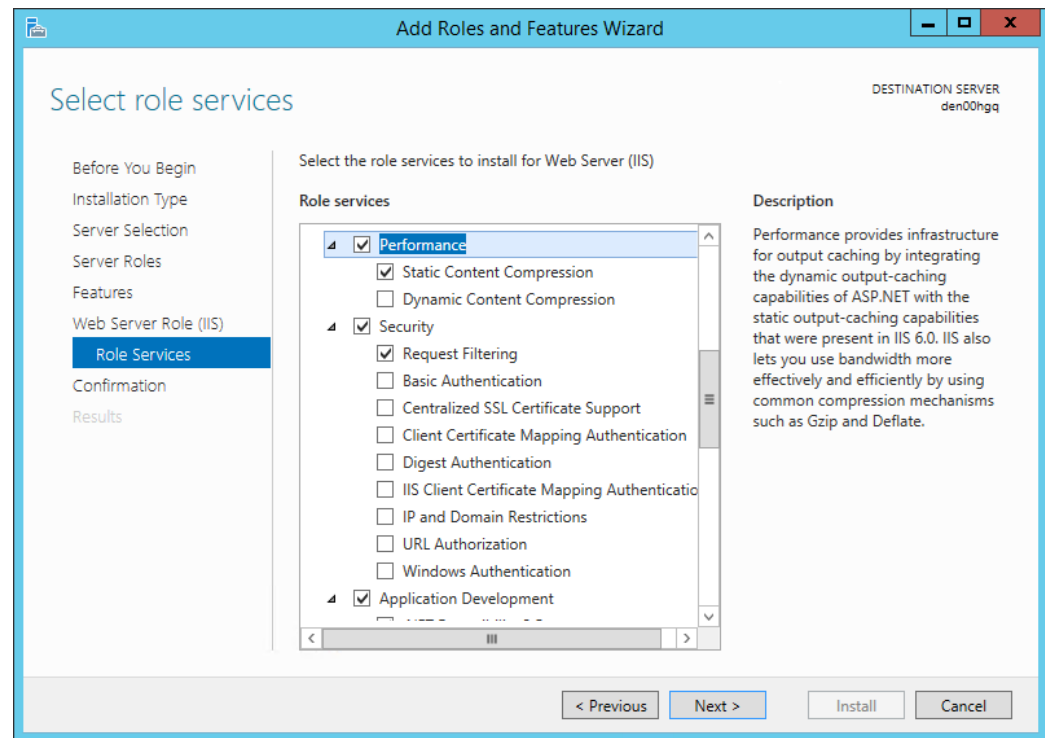 Add Roles and Features Wizard
Select role services
DESTINATION SERVER
den00hgq
Before You Begin
Installation Type
Server Selection
Server Roles
Features
Web Server Role (IIS)
Role Services
Confirmation
Results
Select the role services to install for Web Server (IIS)
Role services
Performance
Static Content Compression
Dynamic Content Compression
Security
Request Filtering
Basic Authentication
Centralized SSL Certificate Support
Client Certificate Mapping Authentication
Digest Authentication
IIS Client Certificate Mapping Authenticatio
IP and Domain Restrictions
URL Authorization
Windows Authentication
Application Development
Description
Performance provides infrastructure
for output caching by integrating
the dynamic output-caching
capabilities of ASP.NET with the
static output-caching capabilities
that were present in IIS 6.0. IIS also
lets you use bandwidth more
effectively and efficiently by using
common compression mechanisms
such as Gzip and Deflate.
< Previous
Next >
Install
Cancel